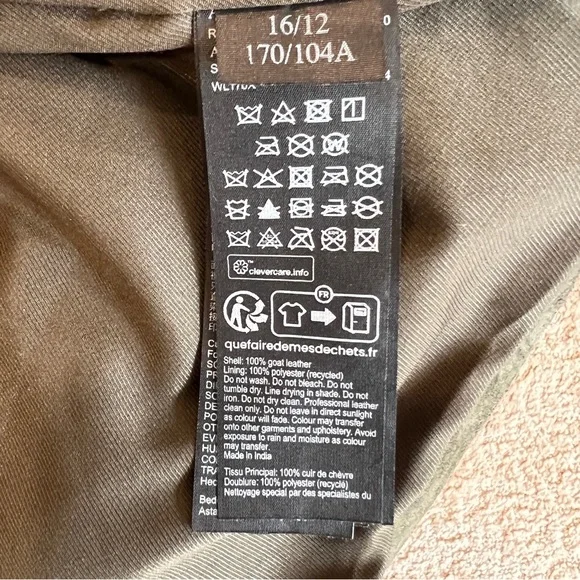 16/12
170/104A
WLT/UX
W
clevercare.info
FR
quefairedemesdechets.fr
Shell: 100% goat leather
Lining: 100% polyester (recycled)
Do not wash. Do not bleach. Do not
tumble dry. Line drying in shade. Do not
iron. Do not dry clean. Professional leather
clean only. Do not leave in direct sunlight
as colour will fade. Colour may transfer
onto other garments and upholstery. Avoid
exposure to rain and moisture as colour
may transfer.
Made in India
Tissu Principal: 100% cuir de chèvre
Doublure: 100% polyester (recyclé)
Nettoyage special par des specialistes du